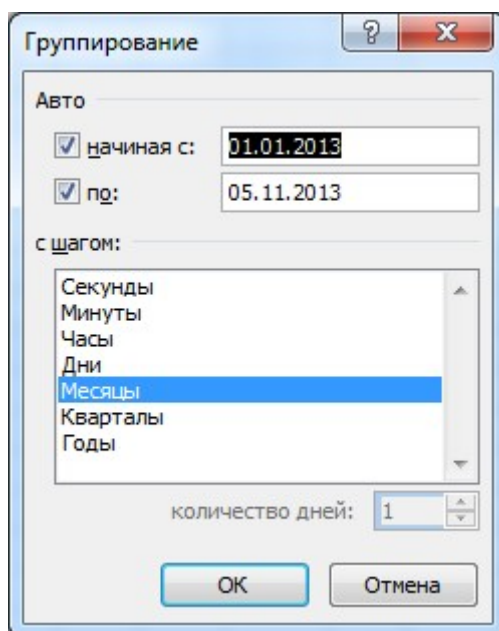 Группирование
Авто
начиная с: 01.01.2013
по: 05.11.2013
с шагом:
Секунды
Минуты
Часы
Дни
Месяцы
Кварталы
Годы
количество дней: 1
ОК Отмена